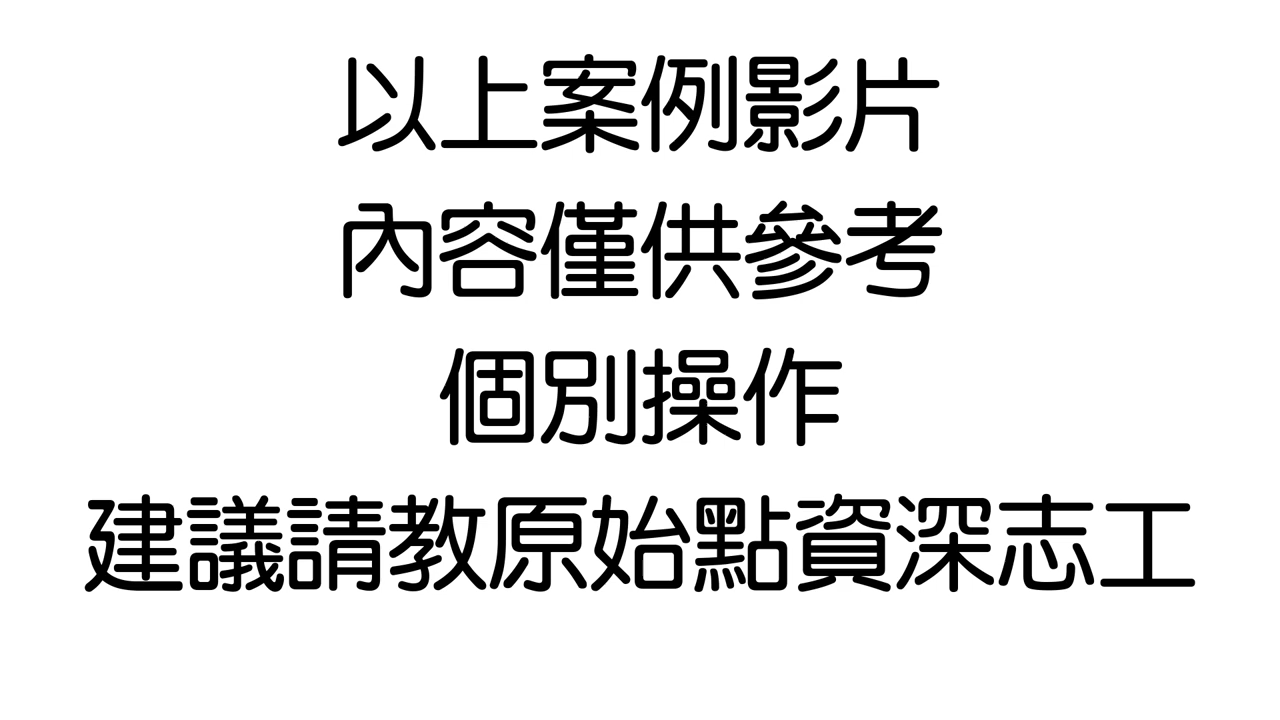 以上案例影片
內容僅供參考
個別操作
建議請教原始點資深志工